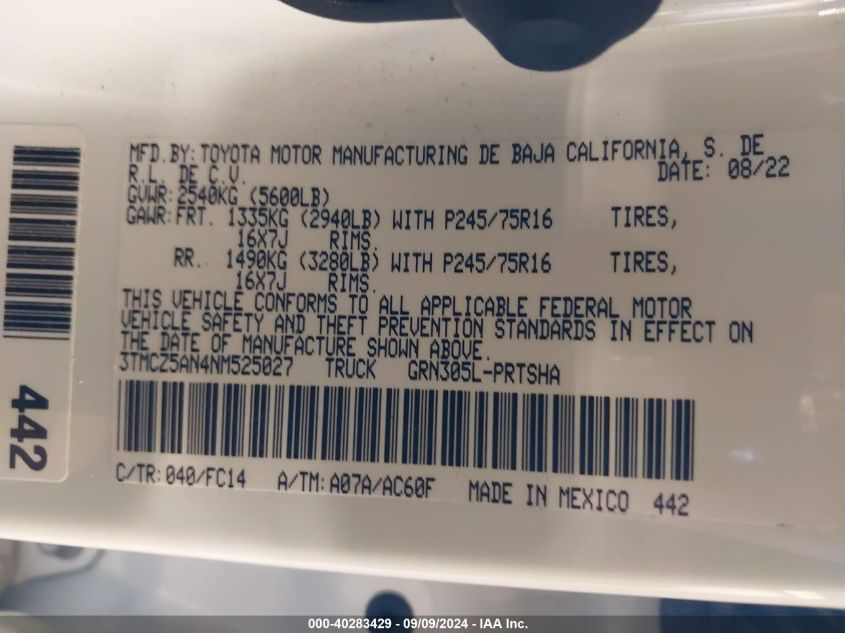 MFD.BY:TOYOTA MOTOR MANUFACTURING DE BAJA CALIFORNIA, S. DE
R.L. DE C.V. DATE: 08/22
GVWR:2540KG (5600LB)
GAWR:FRT. 1335KG (2940LB) WITH P245/75R16 TIRES,
16X7J RIMS.
RR. 1490KG (3280LB) WITH P245/75R16 TIRES,
16X7J RIMS.
THIS VEHICLE CONFORMS TO ALL APPLICABLE FEDERAL MOTOR
VEHICLE SAFETY AND THEFT PREVENTION STANDARDS IN EFFECT ON
THE DATE OF MANUFACTURE SHOWN ABOVE.
3TMCZ5AN4NM525027 TRUCK GRN305L-PRTSHA
C/TR:040/FC14 A/TM:A07A/AC60F MADE IN MEXICO 442
442
000-40283429 - 09/09/2024 - IAA Inc.